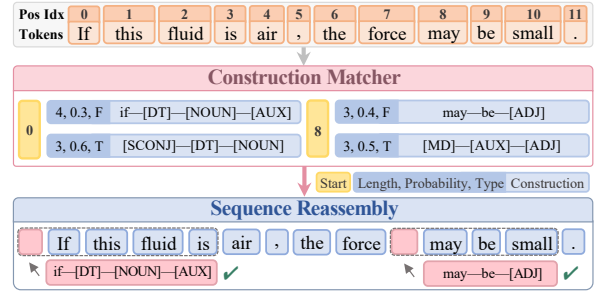 Pos Idx 0 1 2 3 4 5 6 7 8 9 10 11
Tokens If this fluid is air , the force may be small .
Construction Matcher
0 4, 0.3, F if—[DT]—[NOUN]—[AUX] 8 3, 0.4, F may—be—[ADJ]
3, 0.6, T [SCONJ]—[DT]—[NOUN] 3, 0.5, T [MD]—[AUX]—[ADJ]
Start Length, Probability, Type Construction
Sequence Reassembly
If this fluid is air , the force may be small .
if—[DT]—[NOUN]—[AUX] ✓ may—be—[ADJ] ✓